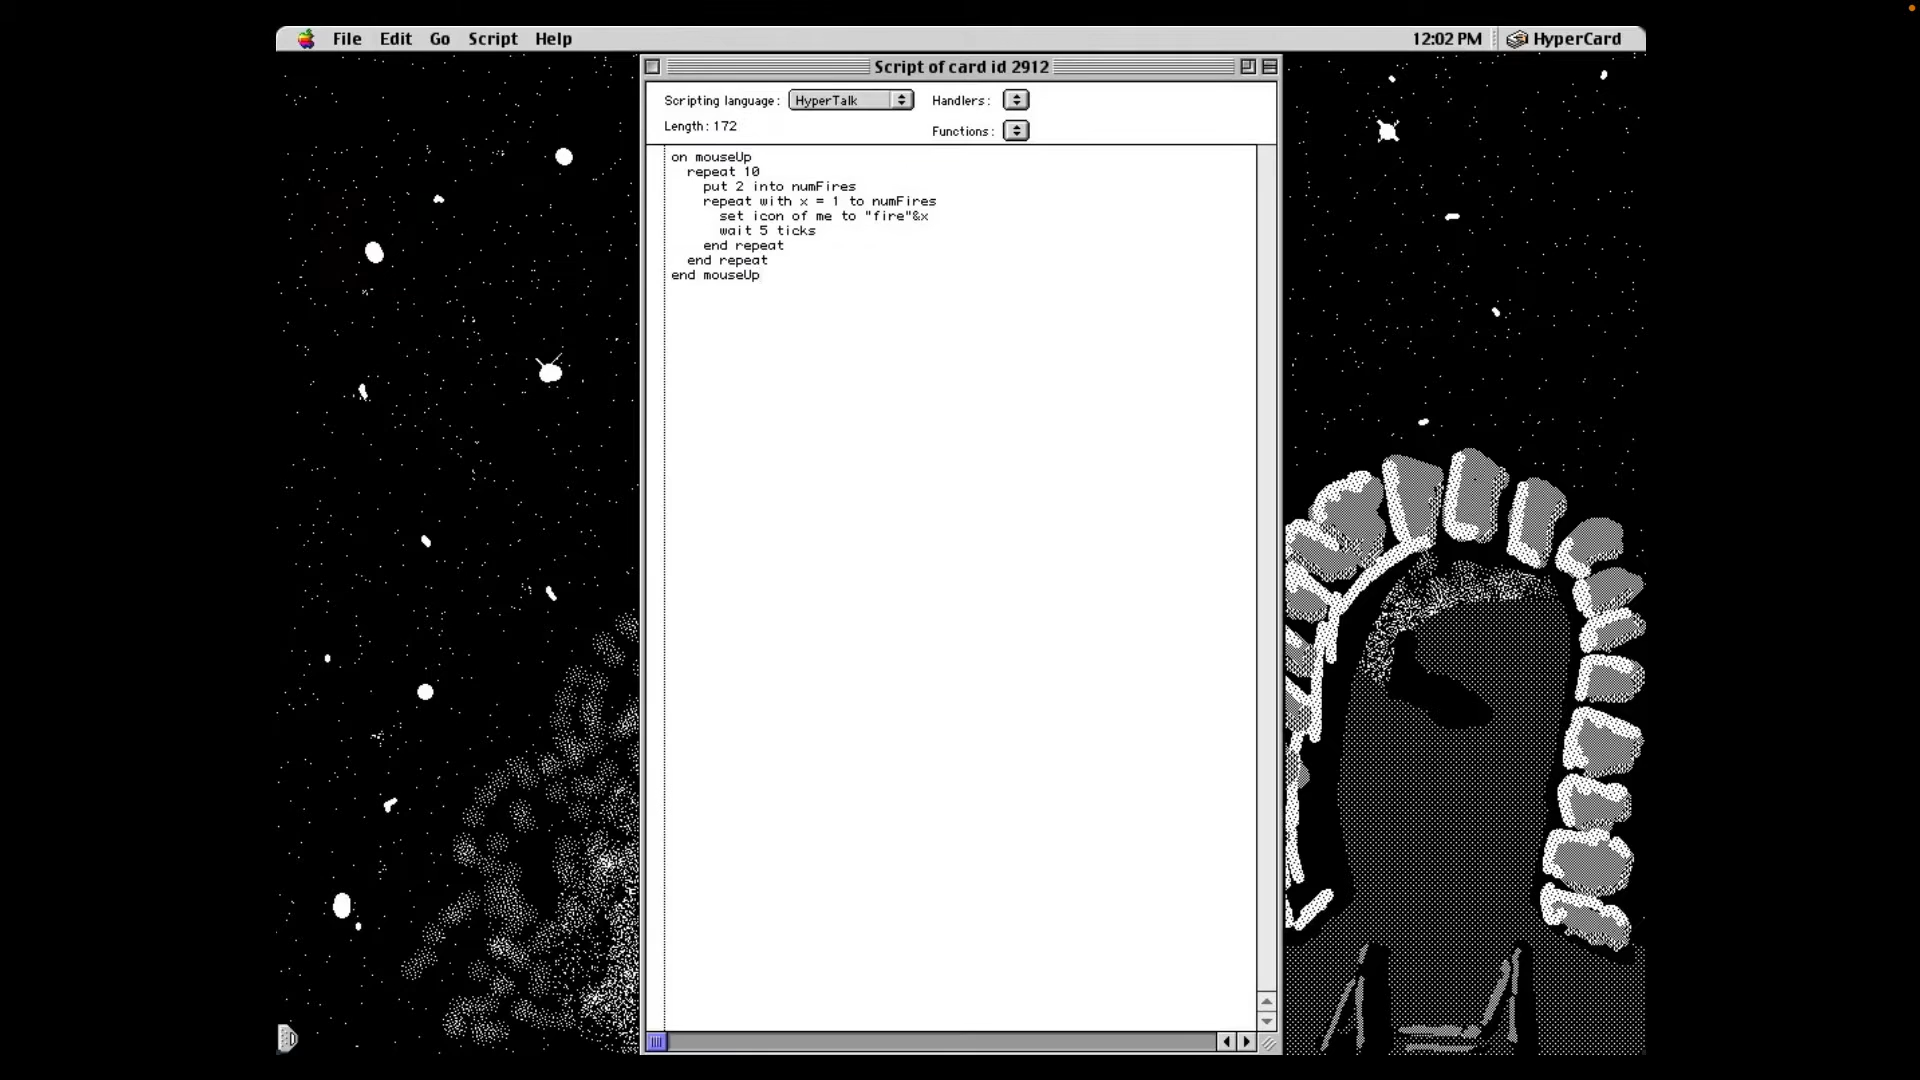 File Edit Go Script Help 12:02 PM HyperCard
Script of card id 2912
Scripting language: HyperTalk Handlers:
Length: 172
Functions:
on mouseUp
  repeat 10
    put 2 into numFires
    repeat with x = 1 to numFires
      set icon of me to "fire"&x
      wait 5 ticks
    end repeat
  end repeat
end mouseUp